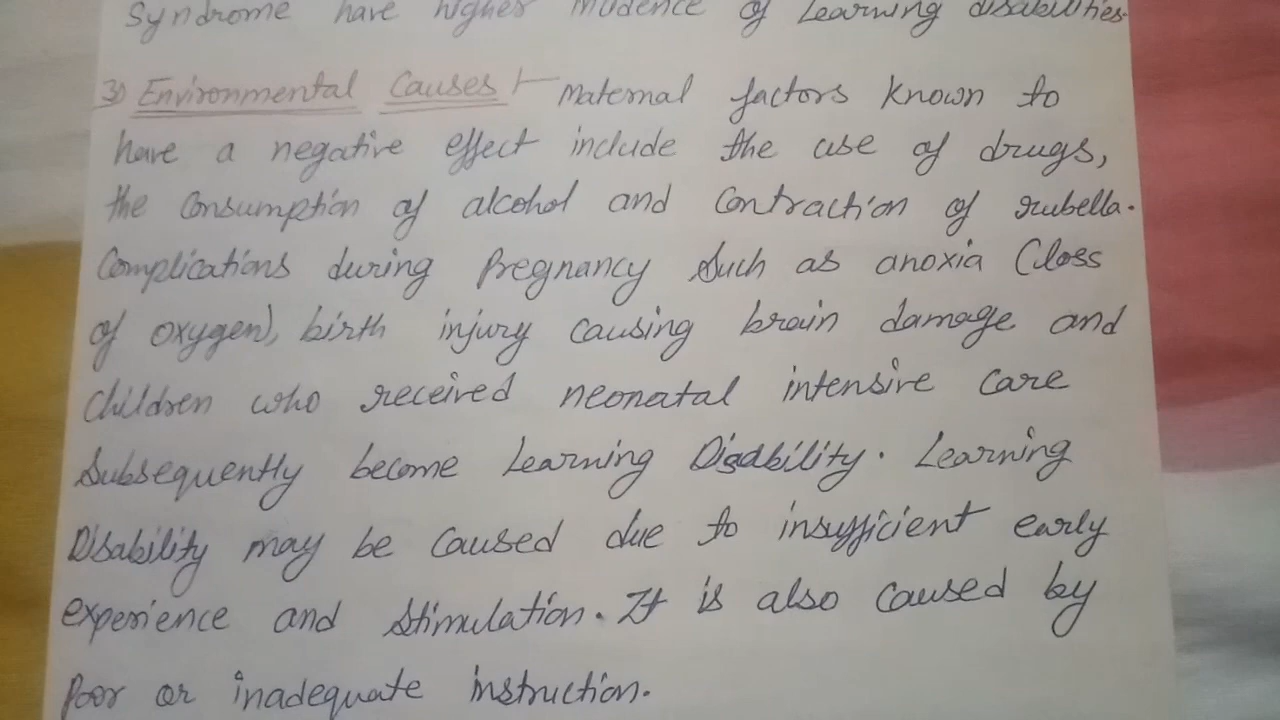 Syndrome have higher incidence of Learning disabilities.
3) Environmental Causes :- Maternal factors known to
have a negative effect include the use of drugs,
the consumption of alcohol and contraction of rubella.
Complications during pregnancy such as anoxia (loss
of oxygen), birth injury causing brain damage and
children who received neonatal intensive care
subsequently become Learning Disability. Learning
Disability may be caused due to insufficient early
experience and stimulation. It is also caused by
poor or inadequate instruction.